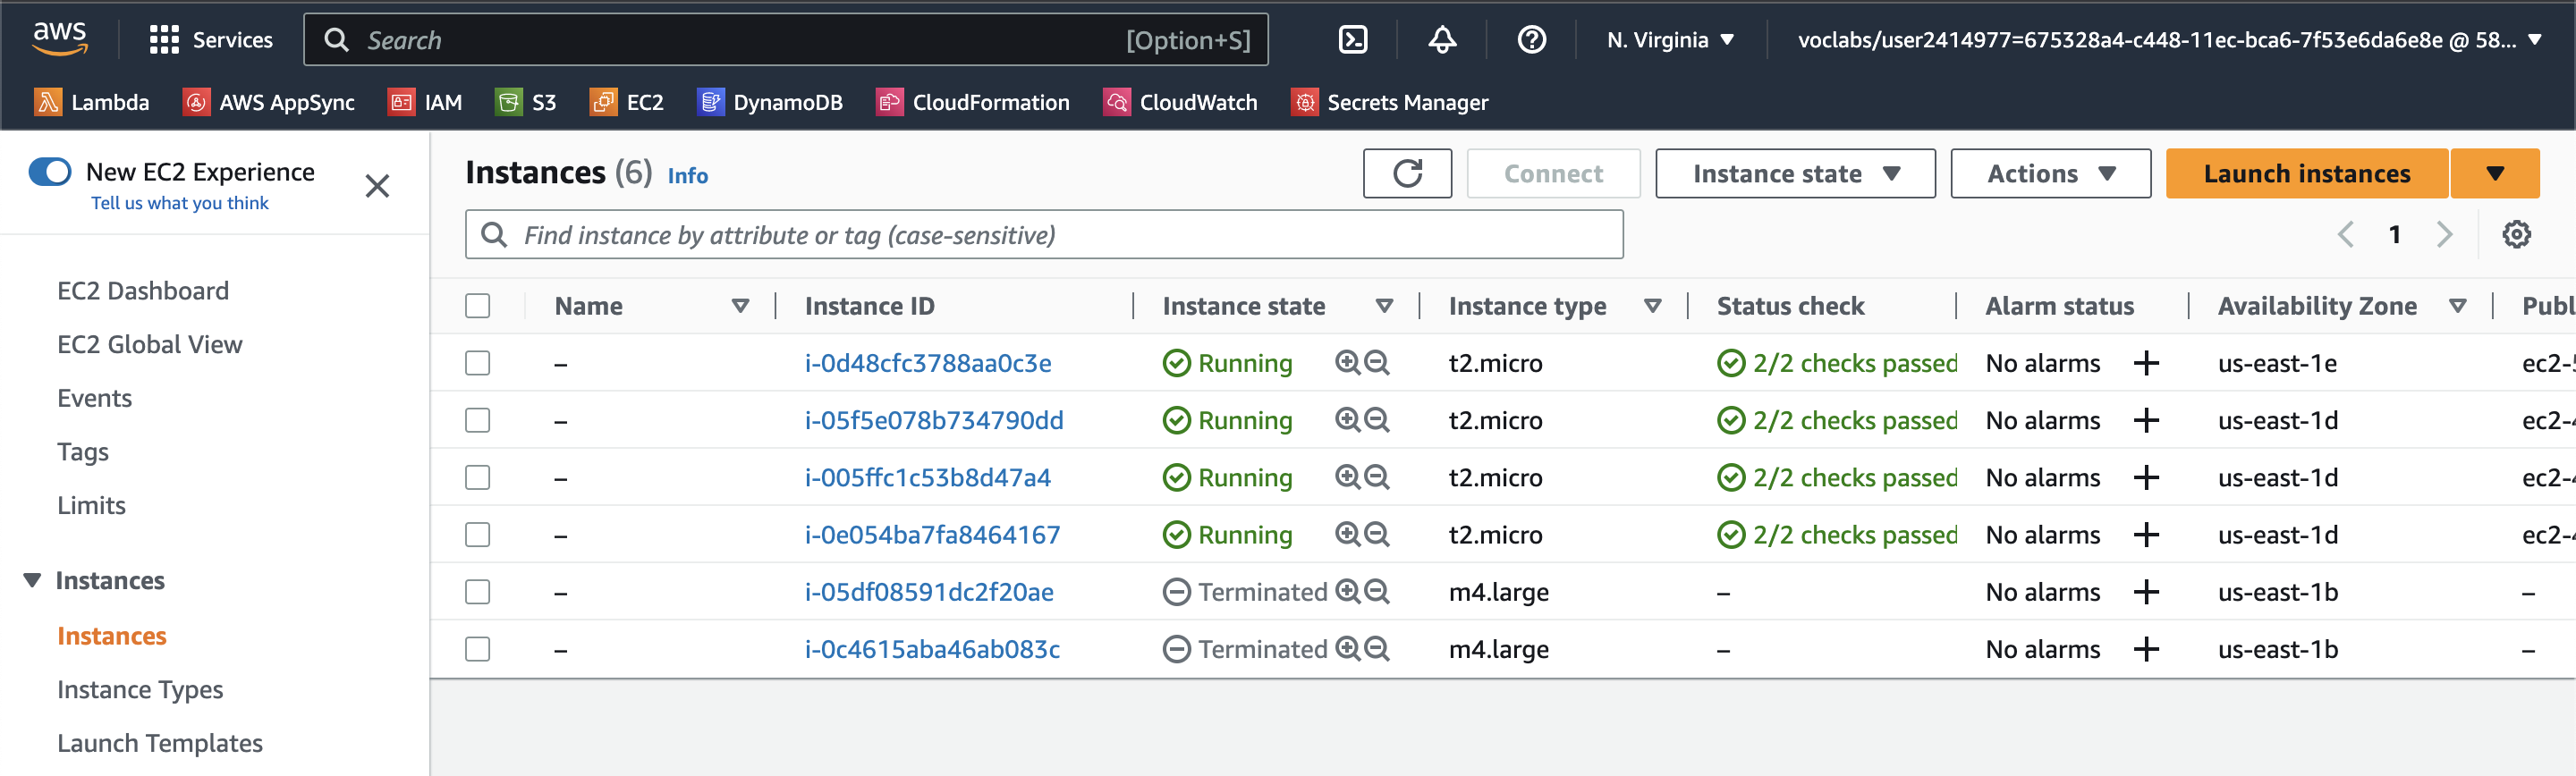 aws Services Search [Option+S] N. Virginia voclabs/user2414977=675328a4-c448-11ec-bca6-7f53e6da6e8e @ 58...
Lambda AWS AppSync IAM S3 EC2 DynamoDB CloudFormation CloudWatch Secrets Manager
New EC2 Experience
Tell us what you think
EC2 Dashboard
EC2 Global View
Events
Tags
Limits
Instances
Instances
Instance Types
Launch Templates
Instances (6) Info Connect Instance state Actions Launch instances
Find instance by attribute or tag (case-sensitive) 1
Name Instance ID Instance state Instance type Status check Alarm status Availability Zone Publ
– i-0d48cfc3788aa0c3e Running t2.micro 2/2 checks passed No alarms + us-east-1e ec2-5
– i-05f5e078b734790dd Running t2.micro 2/2 checks passed No alarms + us-east-1d ec2-4
– i-005ffc1c53b8d47a4 Running t2.micro 2/2 checks passed No alarms + us-east-1d ec2-4
– i-0e054ba7fa8464167 Running t2.micro 2/2 checks passed No alarms + us-east-1d ec2-4
– i-05df08591dc2f20ae Terminated m4.large – No alarms + us-east-1b –
– i-0c4615aba46ab083c Terminated m4.large – No alarms + us-east-1b –